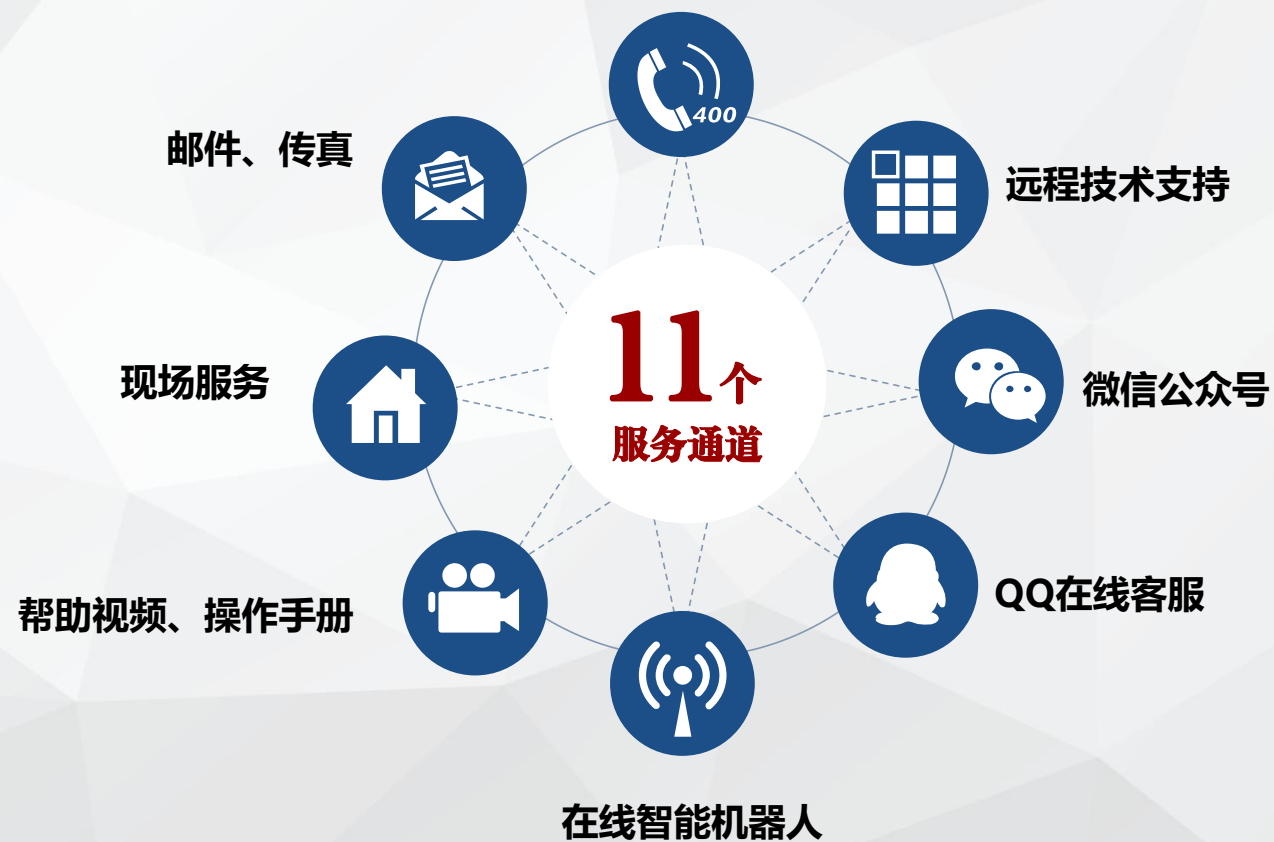 400
邮件、传真
远程技术支持
11个
服务通道
现场服务
微信公众号
帮助视频、操作手册
QQ在线客服
在线智能机器人